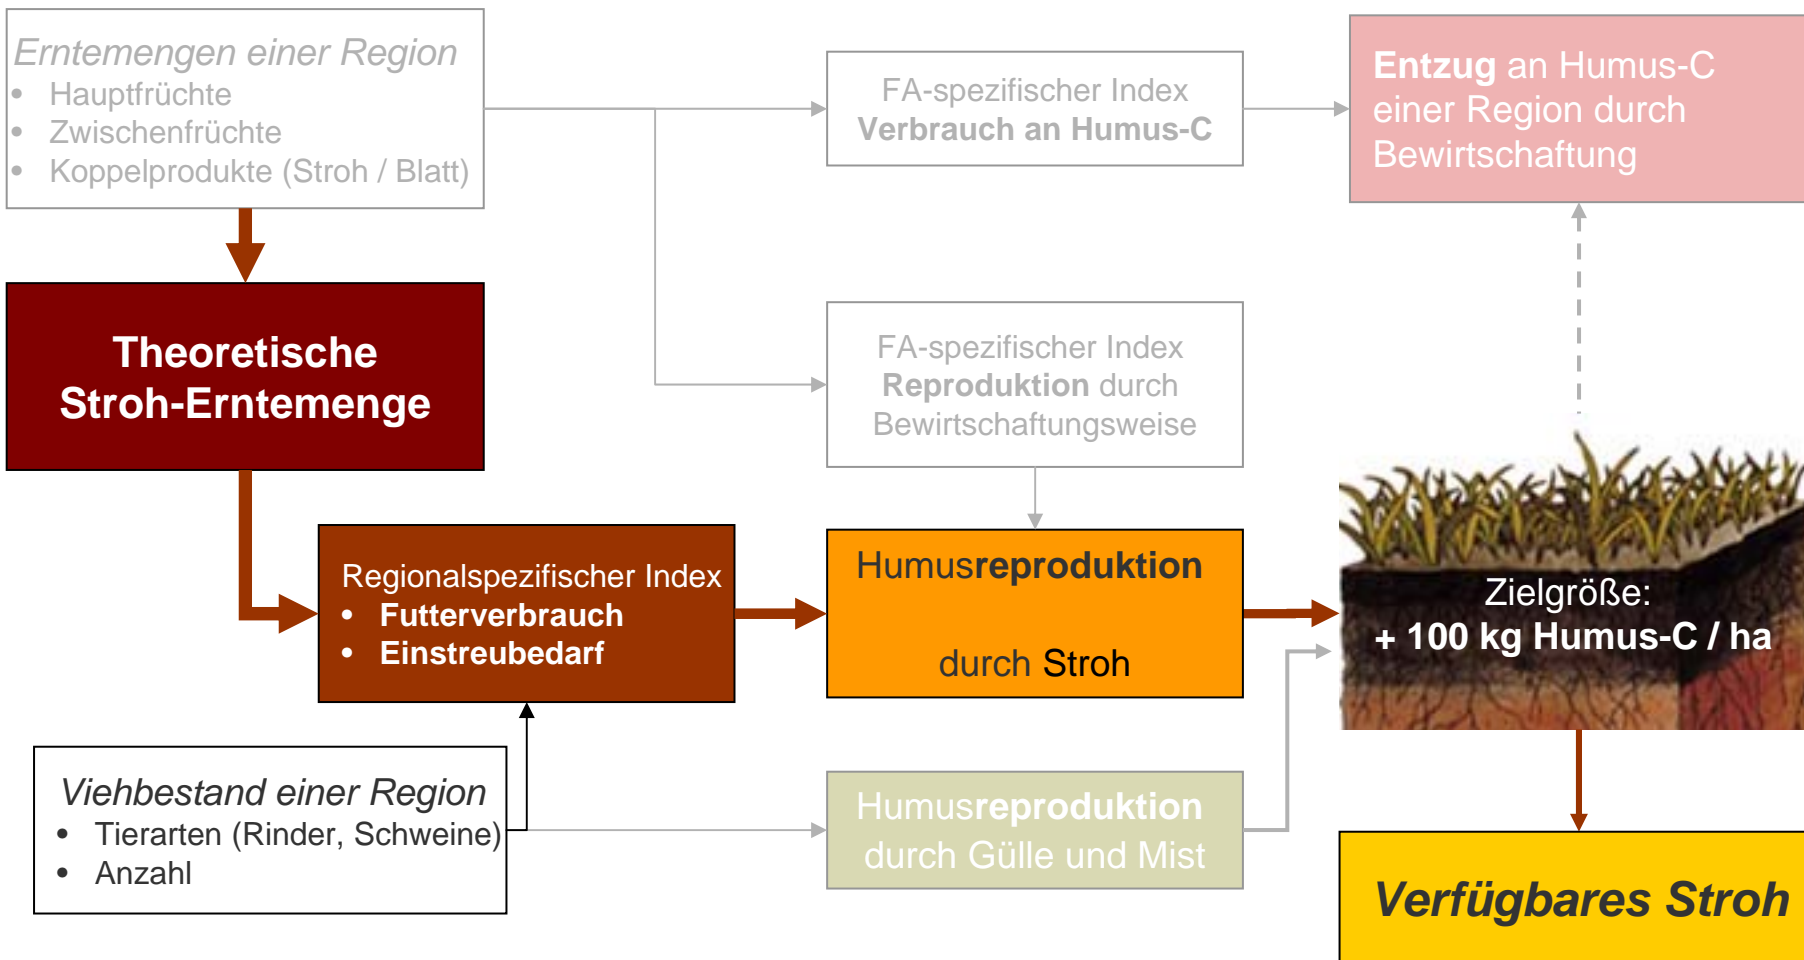 Erntemengen einer Region
• Hauptfrüchte
• Zwischenfrüchte
• Koppelprodukte (Stroh / Blatt)
FA-spezifischer Index
Verbrauch an Humus-C
Entzug an Humus-C
einer Region durch
Bewirtschaftung
Theoretische
Stroh-Erntemenge
FA-spezifischer Index
Reproduktion durch
Bewirtschaftungsweise
Regionalspezifischer Index
• Futterverbrauch
• Einstreubedarf
Humusreproduktion
durch Stroh
Zielgröße:
+ 100 kg Humus-C / ha
Viehbestand einer Region
• Tierarten (Rinder, Schweine)
• Anzahl
Humusreproduktion
durch Gülle und Mist
Verfügbares Stroh